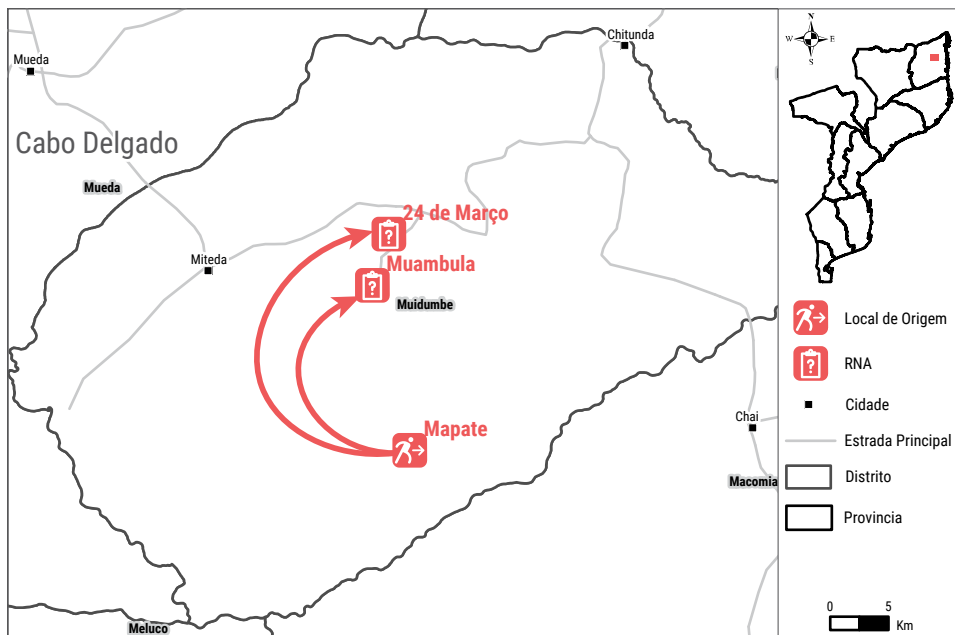 Mueda
Chitunda
Cabo Delgado
Mueda
24 de Março
Miteda
Muambula
Muidumbe
Mapate
Chai
Macomia
Meluco
N
W
E
S
Local de Origem
RNA
Cidade
Estrada Principal
Distrito
Provincia
0 5
Km